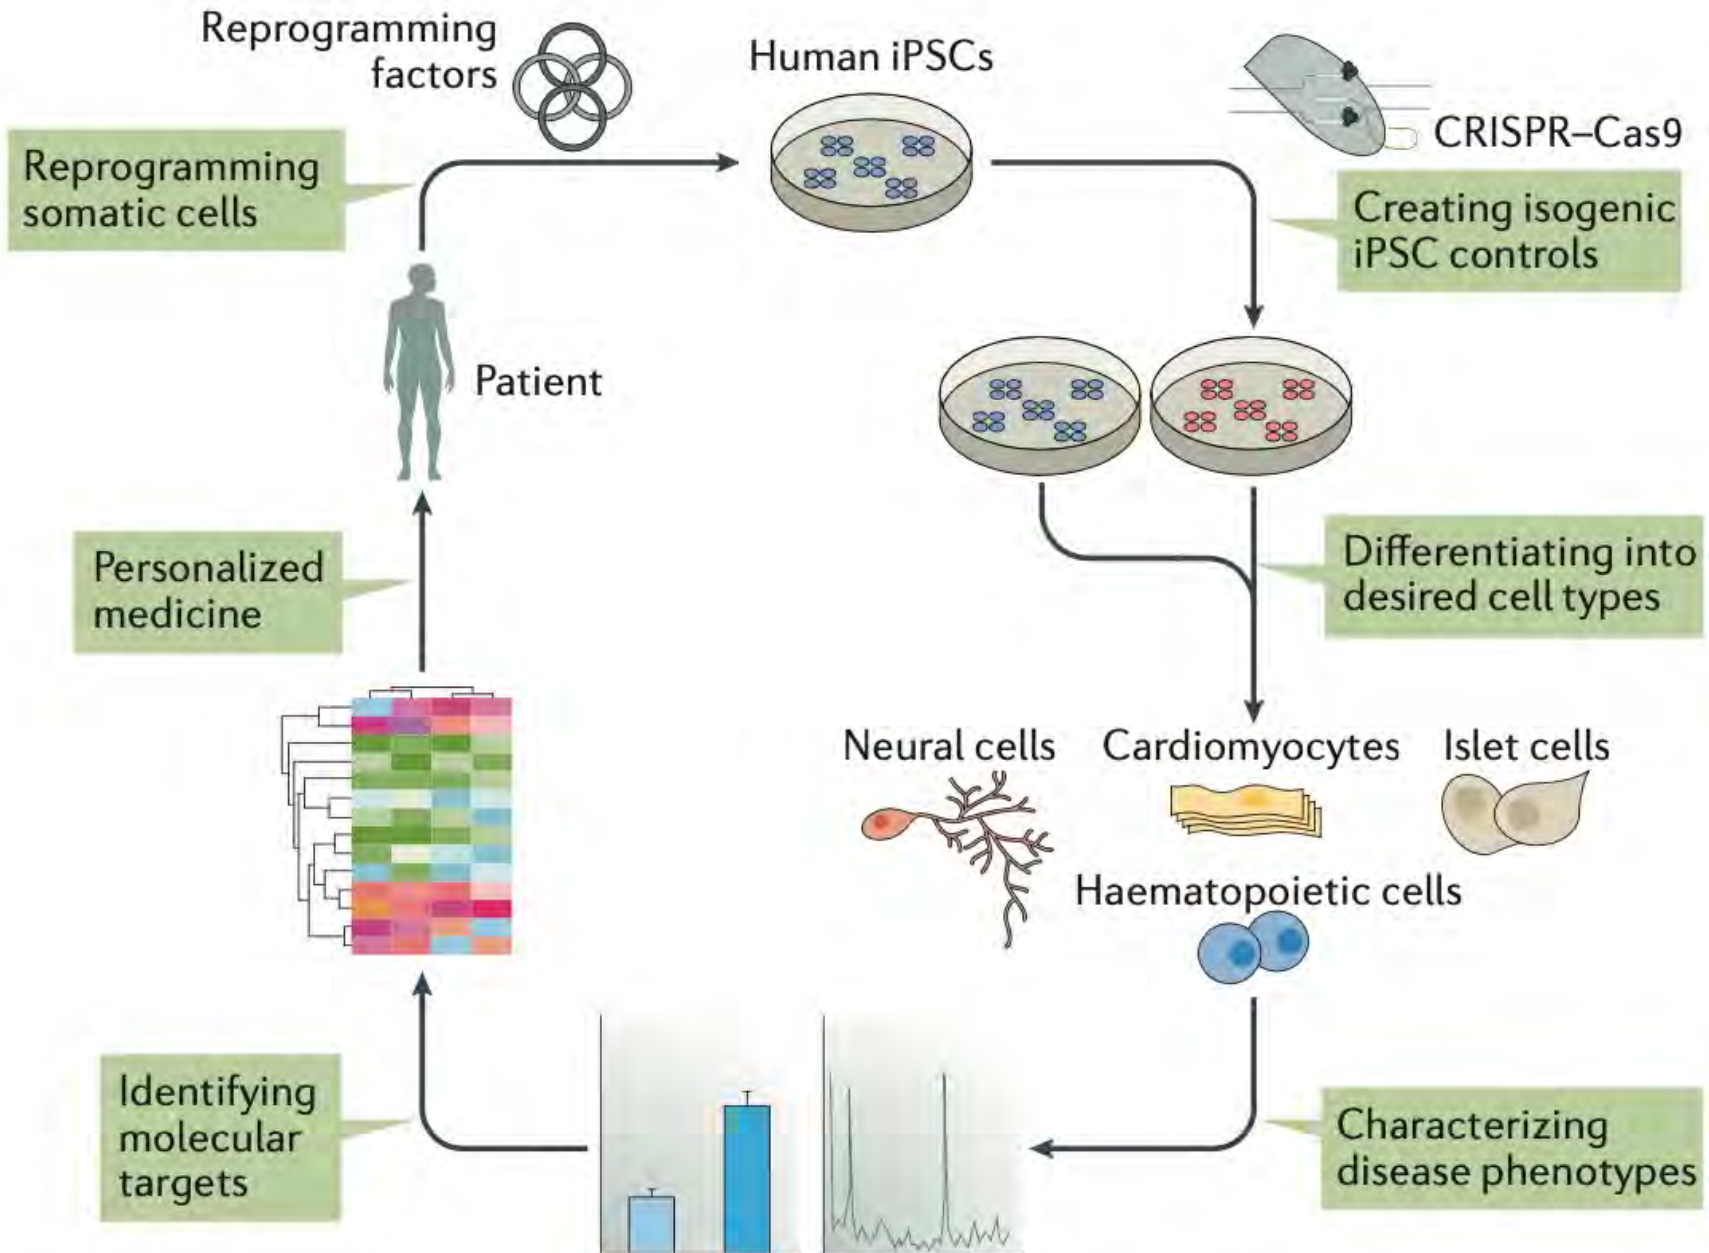 Reprogramming
factors
Human iPSCs
CRISPR–Cas9
Reprogramming
somatic cells
Creating isogenic
iPSC controls
Patient
Differentiating into
desired cell types
Personalized
medicine
Neural cells
Cardiomyocytes
Islet cells
Haematopoietic cells
Identifying
molecular
targets
Characterizing
disease phenotypes